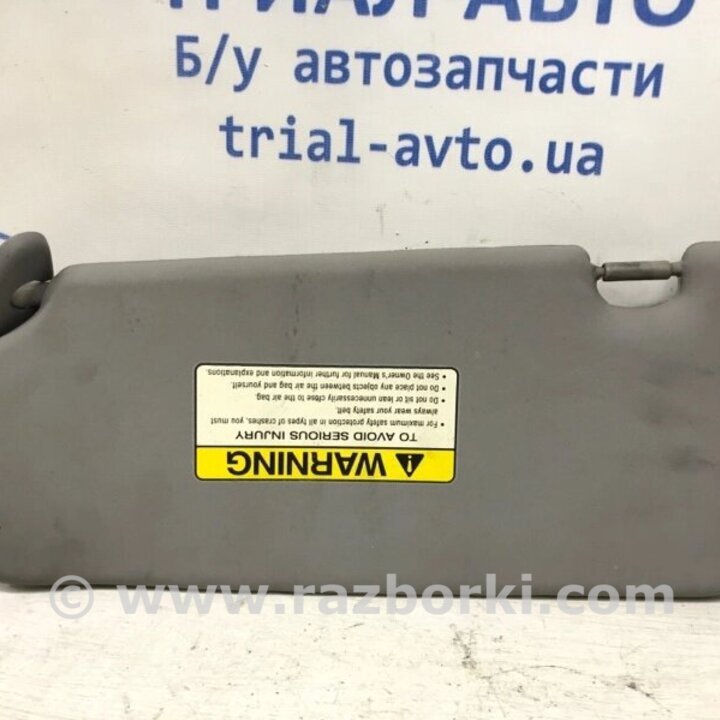 ТРИАЛ-АВТО
Б/у автозапчасти
trial-avto.ua
WARNING
TO AVOID SERIOUS INJURY
• For maximum safety protection in all types of crashes, you must
always wear your safety belt.
• Do not sit or lean unnecessarily close to the air bag.
• Do not place any objects between the air bag and yourself.
• See the Owner's Manual for further information and explanations.
© www.razborki.com